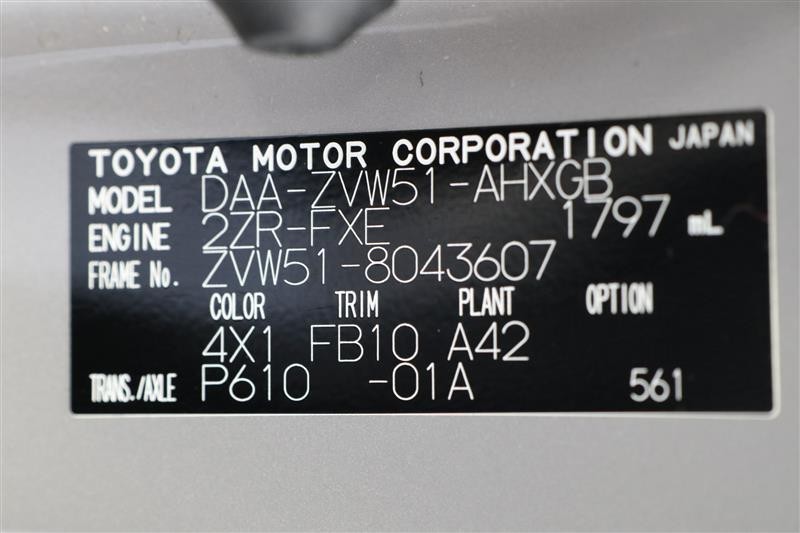 TOYOTA MOTOR CORPORATION JAPAN
MODEL DAA-ZVW51-AHXGB
ENGINE 2ZR-FXE 1797 mL
FRAME No. ZVW51-8043607
COLOR TRIM PLANT OPTION
4X1 FB10 A42
TRANS./AXLE P610 -01A 561